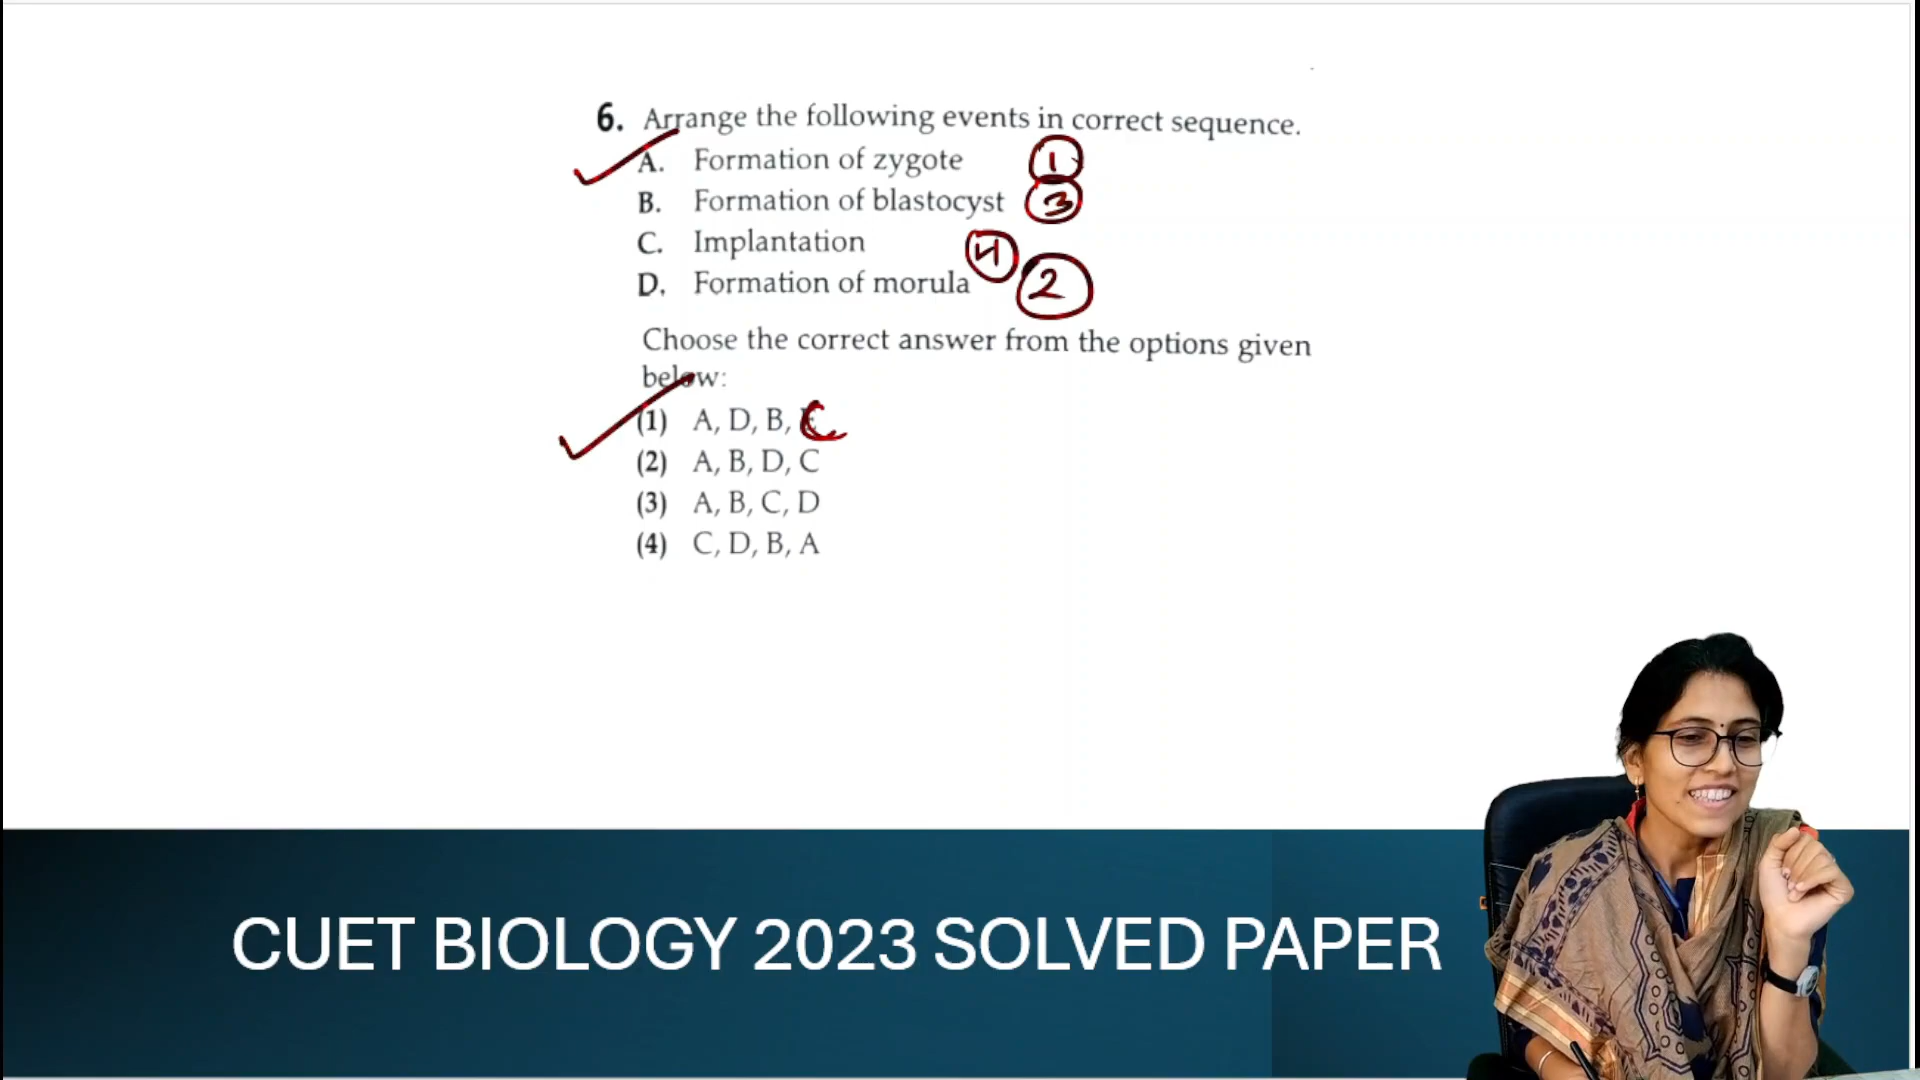 6. Arrange the following events in correct sequence.
A. Formation of zygote 1
B. Formation of blastocyst 3
C. Implantation 4
D. Formation of morula 2
Choose the correct answer from the options given
below:
(1) A, D, B, C
(2) A, B, D, C
(3) A, B, C, D
(4) C, D, B, A
CUET BIOLOGY 2023 SOLVED PAPER